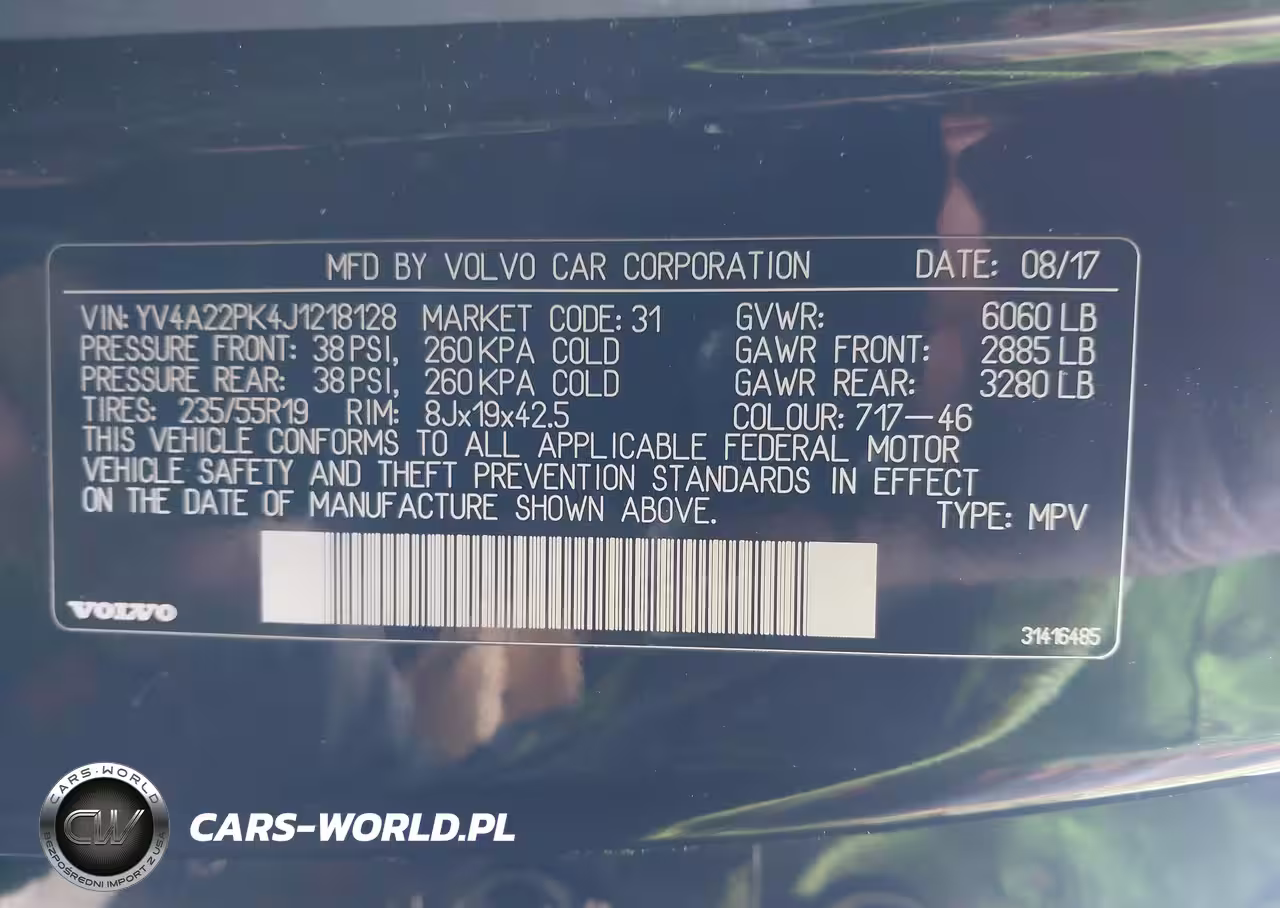 MFD BY VOLVO CAR CORPORATION DATE: 08/17
VIN: YV4A22PK4J1218128 MARKET CODE: 31 GVWR: 6060 LB
PRESSURE FRONT: 38 PSI, 260 KPA COLD GAWR FRONT: 2885 LB
PRESSURE REAR: 38 PSI, 260 KPA COLD GAWR REAR: 3280 LB
TIRES: 235/55R19 RIM: 8Jx19x42.5 COLOUR: 717-46
THIS VEHICLE CONFORMS TO ALL APPLICABLE FEDERAL MOTOR
VEHICLE SAFETY AND THEFT PREVENTION STANDARDS IN EFFECT
ON THE DATE OF MANUFACTURE SHOWN ABOVE. TYPE: MPV
VOLVO
31416485
CARS-WORLD
CW
BEZPOŚREDNI IMPORT Z USA
CARS-WORLD.PL